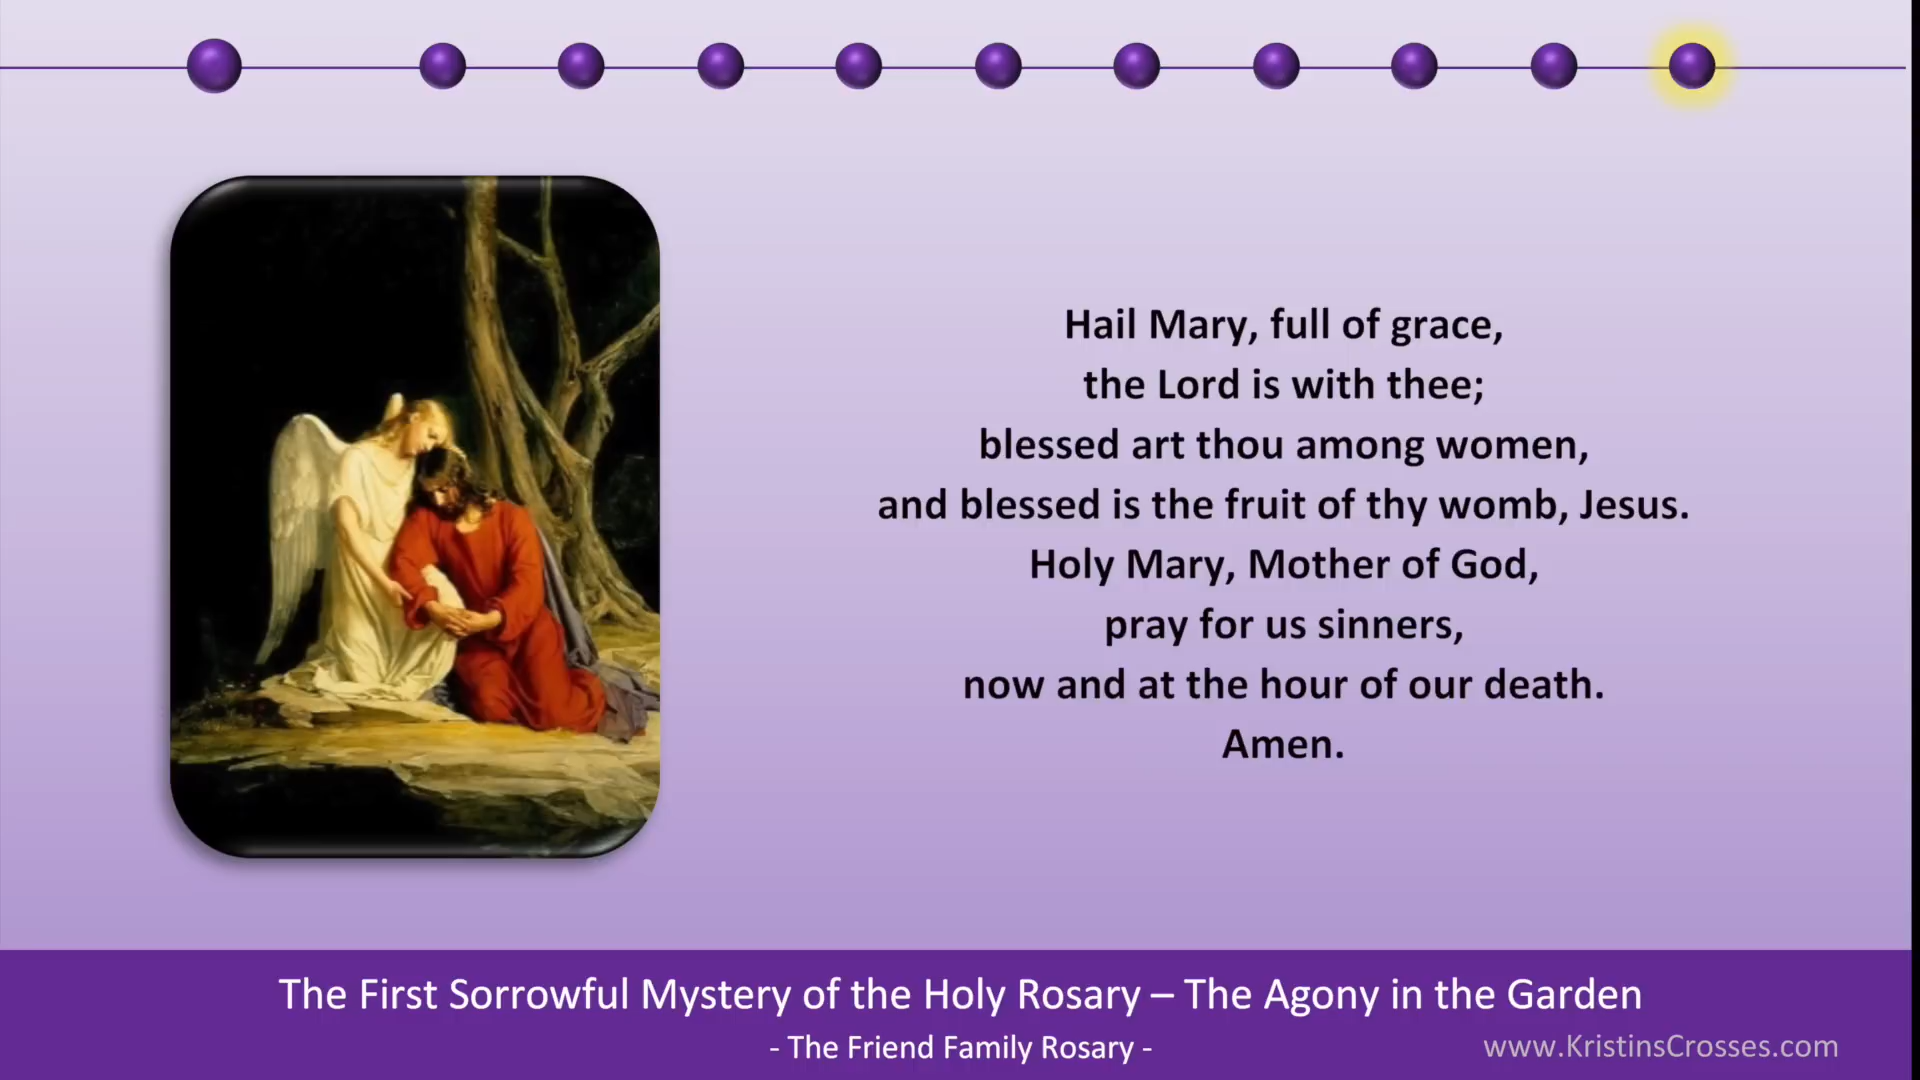 Hail Mary, full of grace,
the Lord is with thee;
blessed art thou among women,
and blessed is the fruit of thy womb, Jesus.
Holy Mary, Mother of God,
pray for us sinners,
now and at the hour of our death.
Amen.
The First Sorrowful Mystery of the Holy Rosary – The Agony in the Garden
- The Friend Family Rosary -
www.KristinsCrosses.com